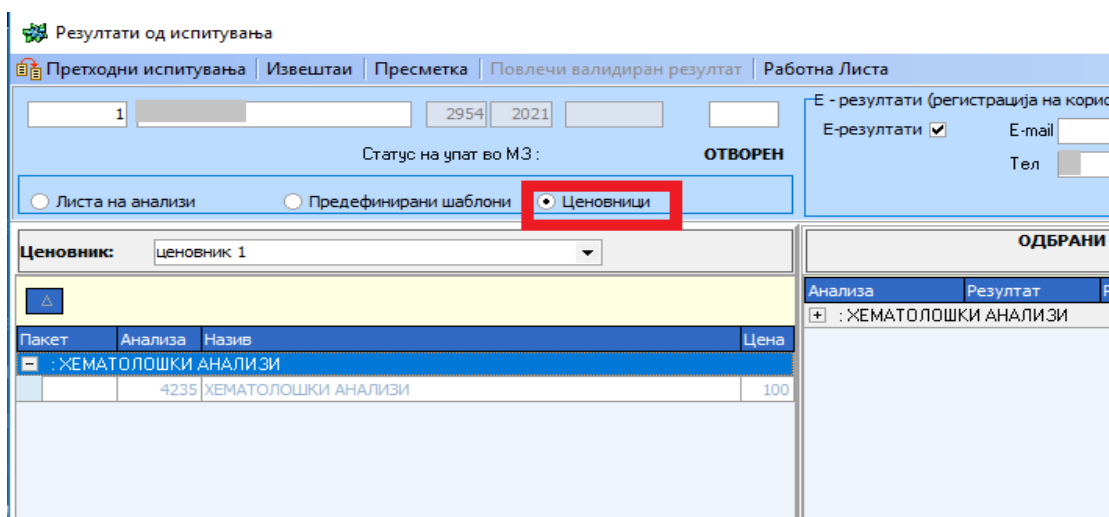 Резултати од испитувања
Претходни испитувања Извештаи Пресметка Повлечи валидиран резултат Работна Листа
Е - резултати (регистрација на корис
1 2954 2021
Е-резултати E-mail
Статус на упат во МЗ : ОТВОРЕН
Тел
Листа на анализи Предефинирани шаблони Ценовници
Ценовник: ценовник 1
ОДБРАНИ
Анализа Резултат
: ХЕМАТОЛОШКИ АНАЛИЗИ
Пакет Анализа Назив Цена
: ХЕМАТОЛОШКИ АНАЛИЗИ
4235 ХЕМАТОЛОШКИ АНАЛИЗИ 100